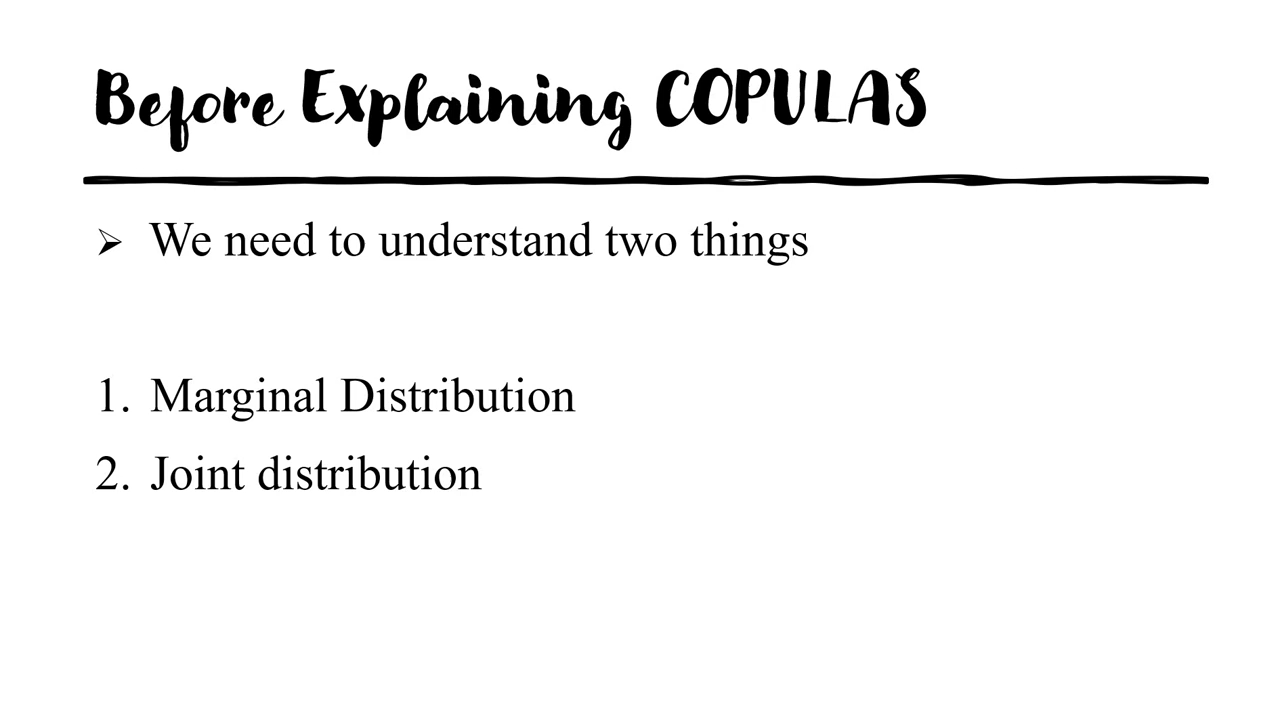 Before Explaining COPULAS
➢ We need to understand two things
1. Marginal Distribution
2. Joint distribution